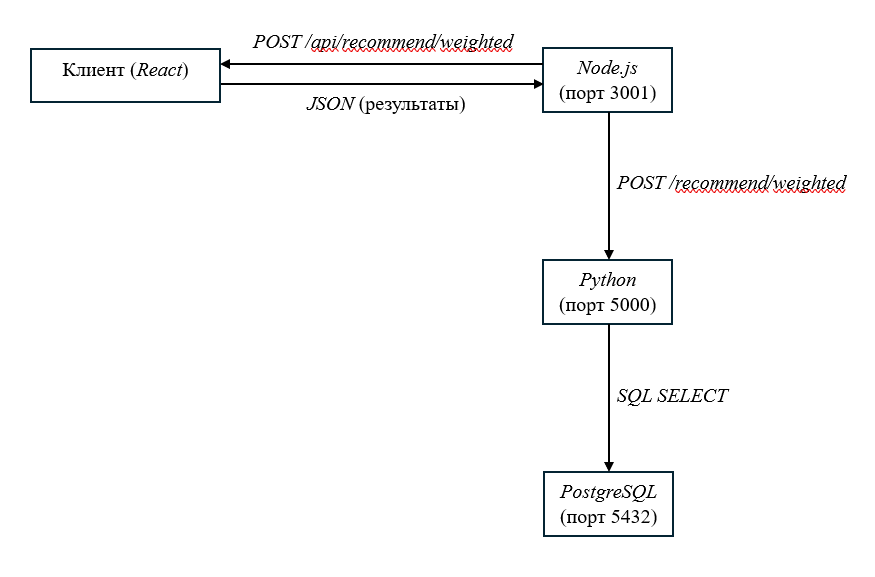 POST /api/recommend/weighted
Клиент (React)
Node.js
(порт 3001)
JSON (результаты)
POST /recommend/weighted
Python
(порт 5000)
SQL SELECT
PostgreSQL
(порт 5432)